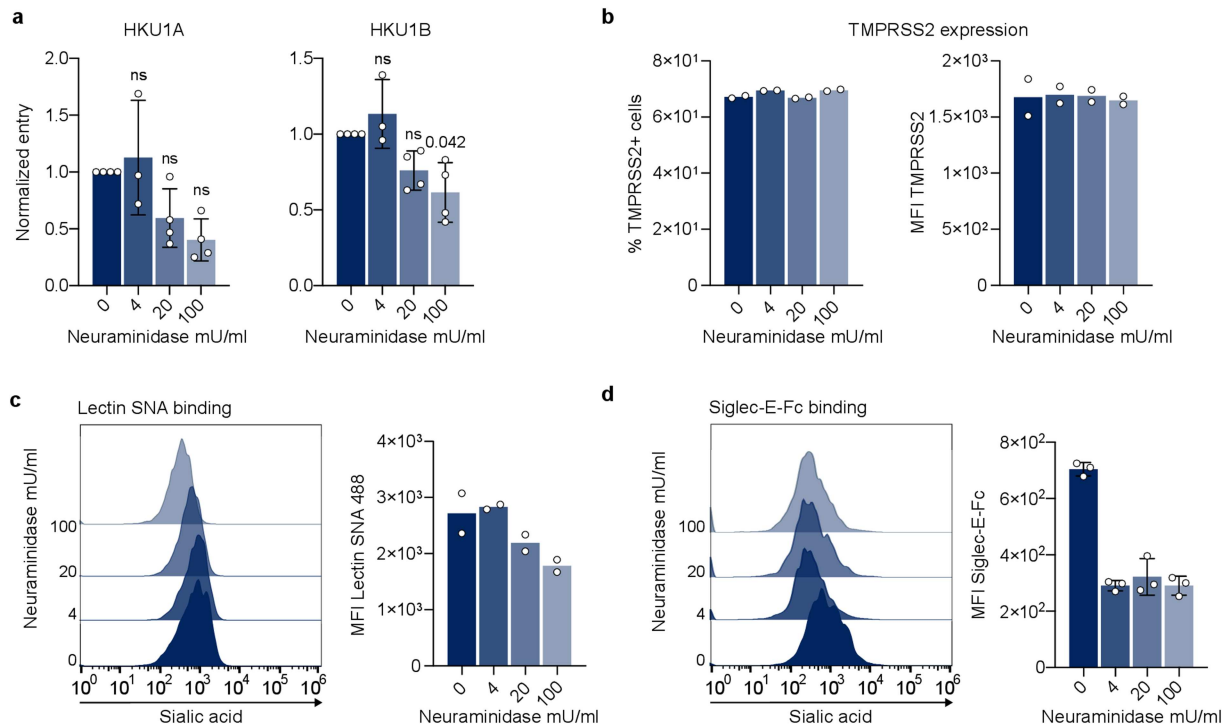 a
HKU1A
Normalized entry
2.0
1.5
1.0
0.5
0.0
ns
ns
ns
0
4
20
100
Neuraminidase mU/ml
HKU1B
1.5
1.0
0.5
0.0
ns
ns
0.042
0
4
20
100
Neuraminidase mU/ml
b
TMPRSS2 expression
% TMPRSS2+ cells
8×10¹
6×10¹
4×10¹
2×10¹
0
0
4
20
100
Neuraminidase mU/ml
MFI TMPRSS2
2×10³
1.5×10³
1×10³
5×10²
0
0
4
20
100
Neuraminidase mU/ml
c
Lectin SNA binding
Neuraminidase mU/ml
100
20
4
0
10⁰ 10¹ 10² 10³ 10⁴ 10⁵ 10⁶
Sialic acid
MFI Lectin SNA 488
4×10³
3×10³
2×10³
1×10³
0
0
4
20
100
Neuraminidase mU/ml
d
Siglec-E-Fc binding
Neuraminidase mU/ml
100
20
4
0
10⁰ 10¹ 10² 10³ 10⁴ 10⁵ 10⁶
Sialic acid
MFI Siglec-E-Fc
8×10²
6×10²
4×10²
2×10²
0
0
4
20
100
Neuraminidase mU/ml